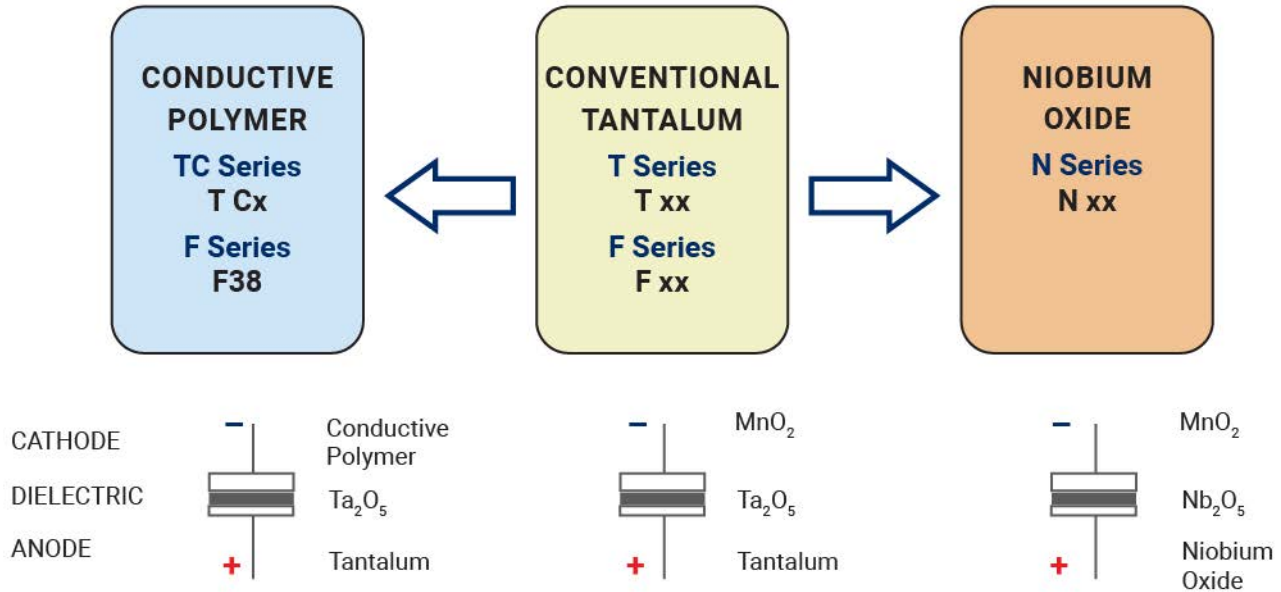 CONDUCTIVE
POLYMER
TC Series
T Cx
F Series
F38
CONVENTIONAL
TANTALUM
T Series
T xx
F Series
F xx
NIOBIUM
OXIDE
N Series
N xx
CATHODE
DIELECTRIC
ANODE
−
Conductive
Polymer
Ta₂O₅
+
Tantalum
−
MnO₂
Ta₂O₅
+
Tantalum
−
MnO₂
Nb₂O₅
+
Niobium
Oxide